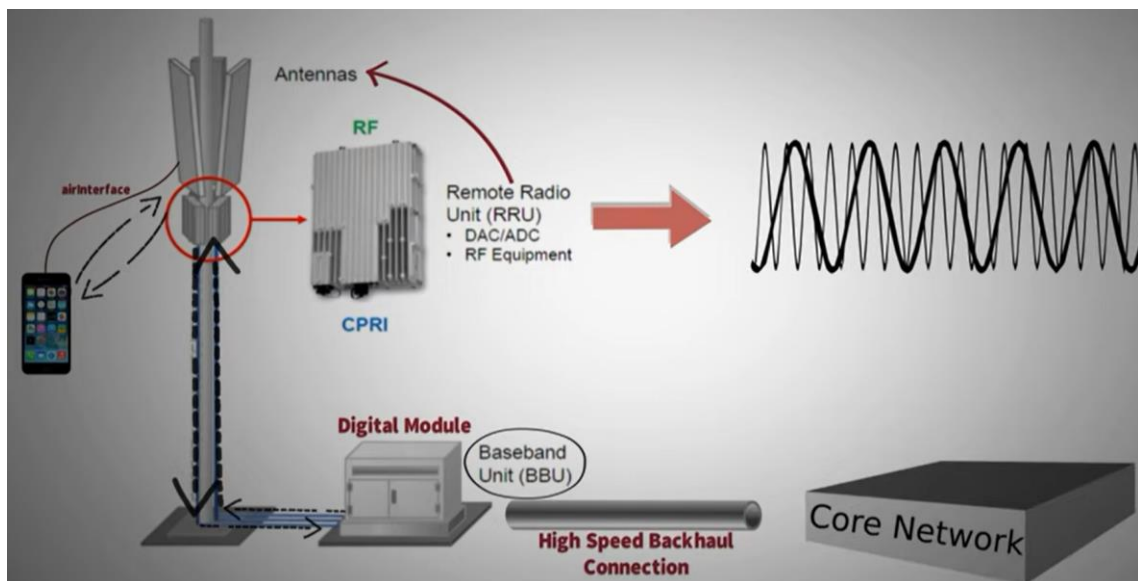 Antennas
RF
airInterface
Remote Radio
Unit (RRU)
• DAC/ADC
• RF Equipment
CPRI
Digital Module
Baseband
Unit (BBU)
High Speed Backhaul
Connection
Core Network